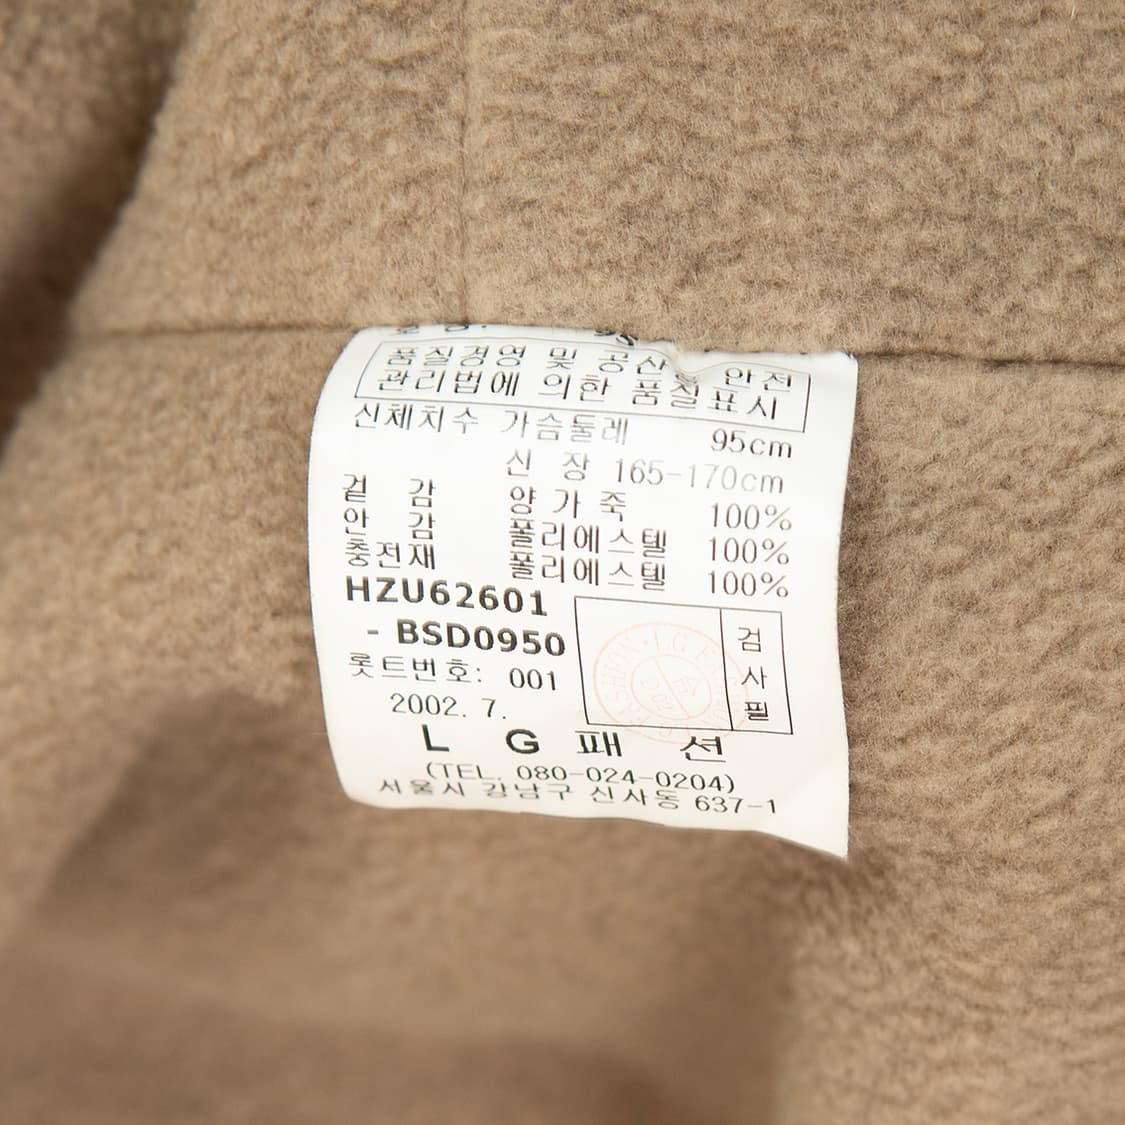 품질경영 및 공산 안전
관리법에 의한 품질표시
신체치수 가슴둘레 95cm
신 장 165-170cm
겉 감 양가죽 100%
안 감 폴리에스텔 100%
충전재 폴리에스텔 100%
HZU62601
- BSD0950
롯트번호: 001
검
사
필
2002. 7.
L G 패 션
(TEL. 080-024-0204)
서울시 강남구 신사동 637-1